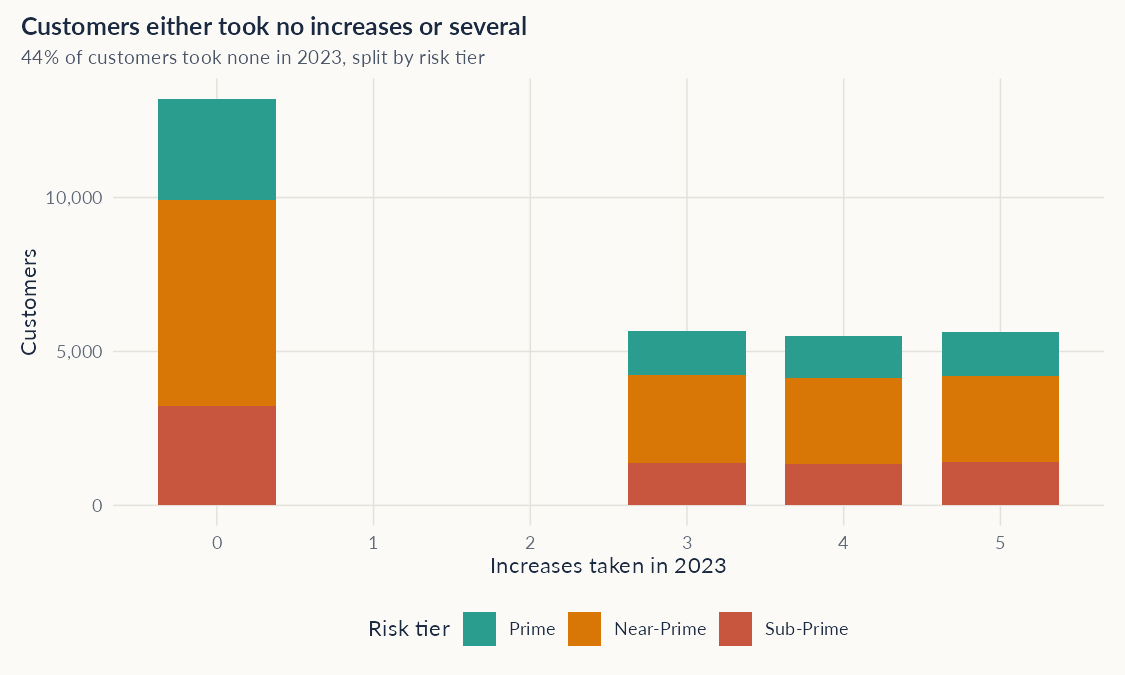 Customers either took no increases or several
44% of customers took none in 2023, split by risk tier
Customers
10,000
5,000
0
0 1 2 3 4 5
Increases taken in 2023
Risk tier Prime Near-Prime Sub-Prime